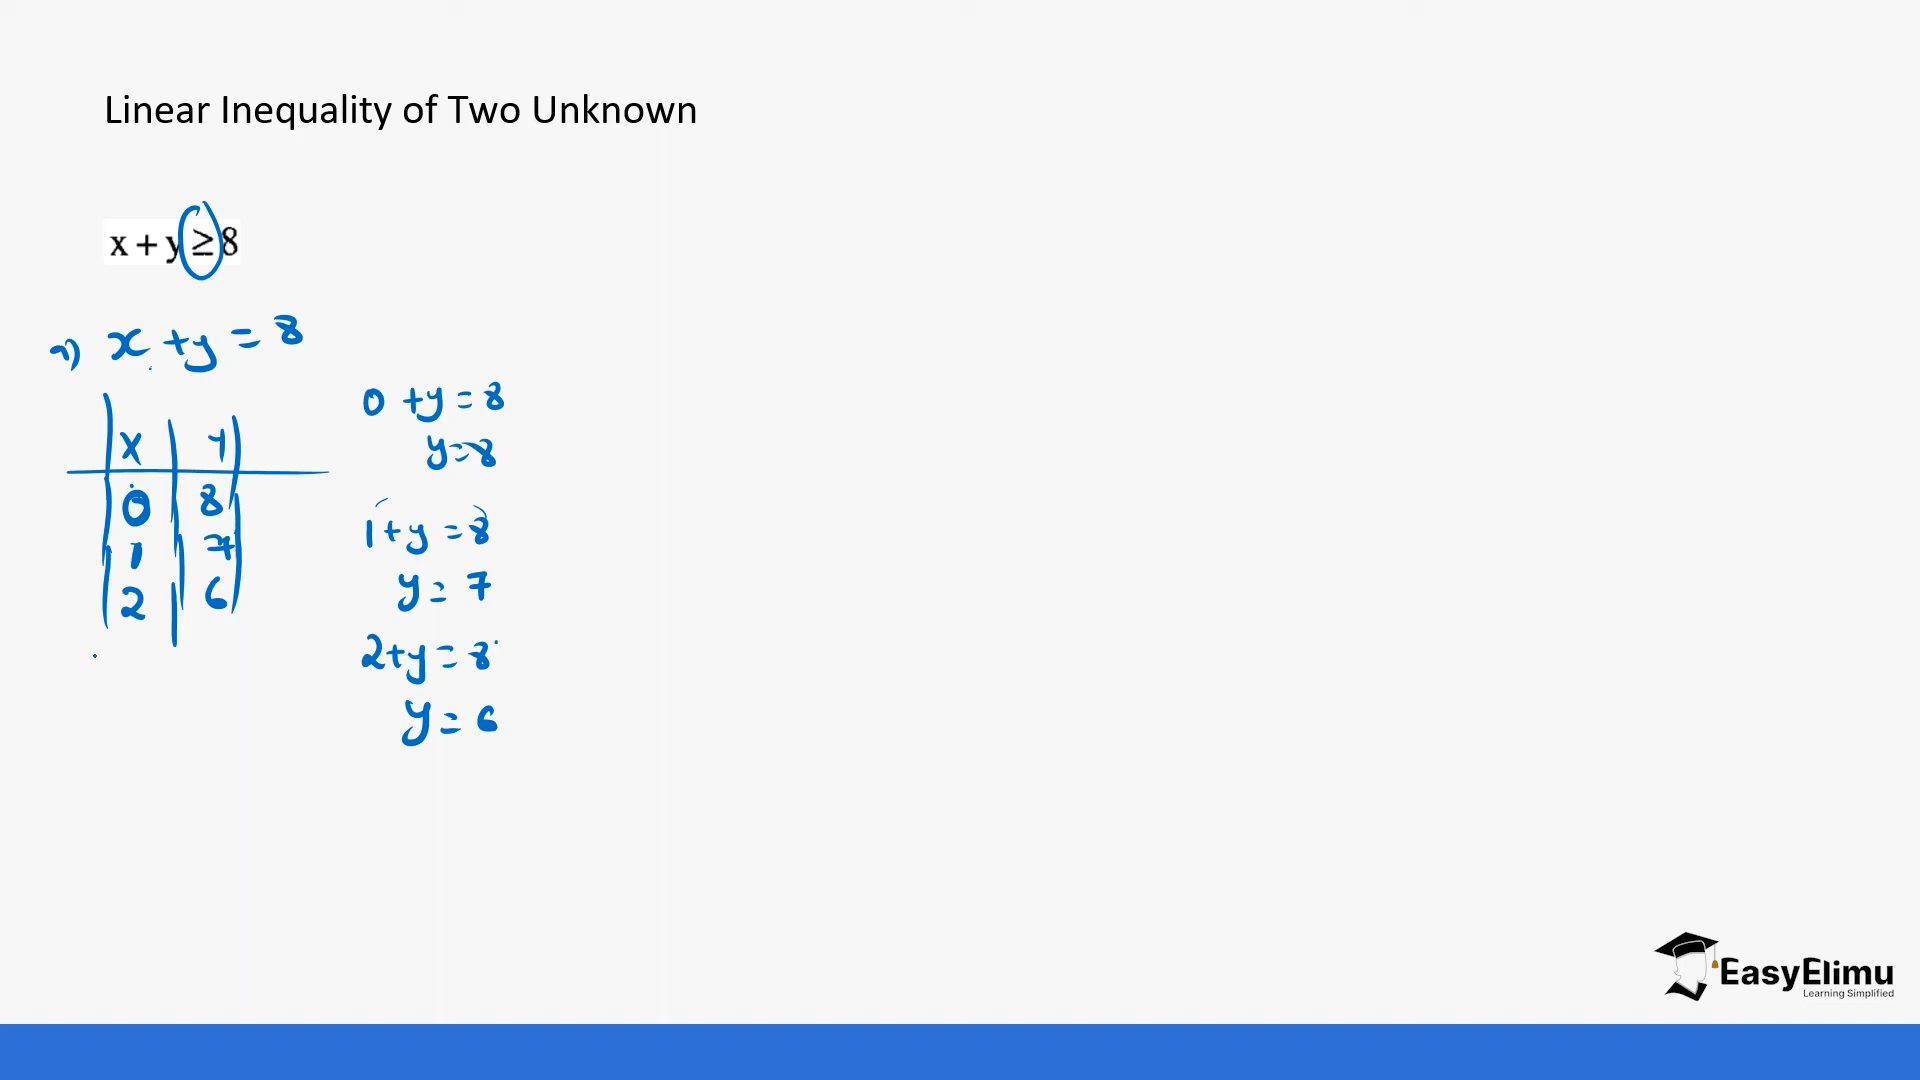 Linear Inequality of Two Unknown
x + y ≥ 8
x + y = 8
x y
0 8
1 7
2 6
0 + y = 8
y = 8
1 + y = 8
y = 7
2 + y = 8
y = 6
EasyElimu
Learning Simplified